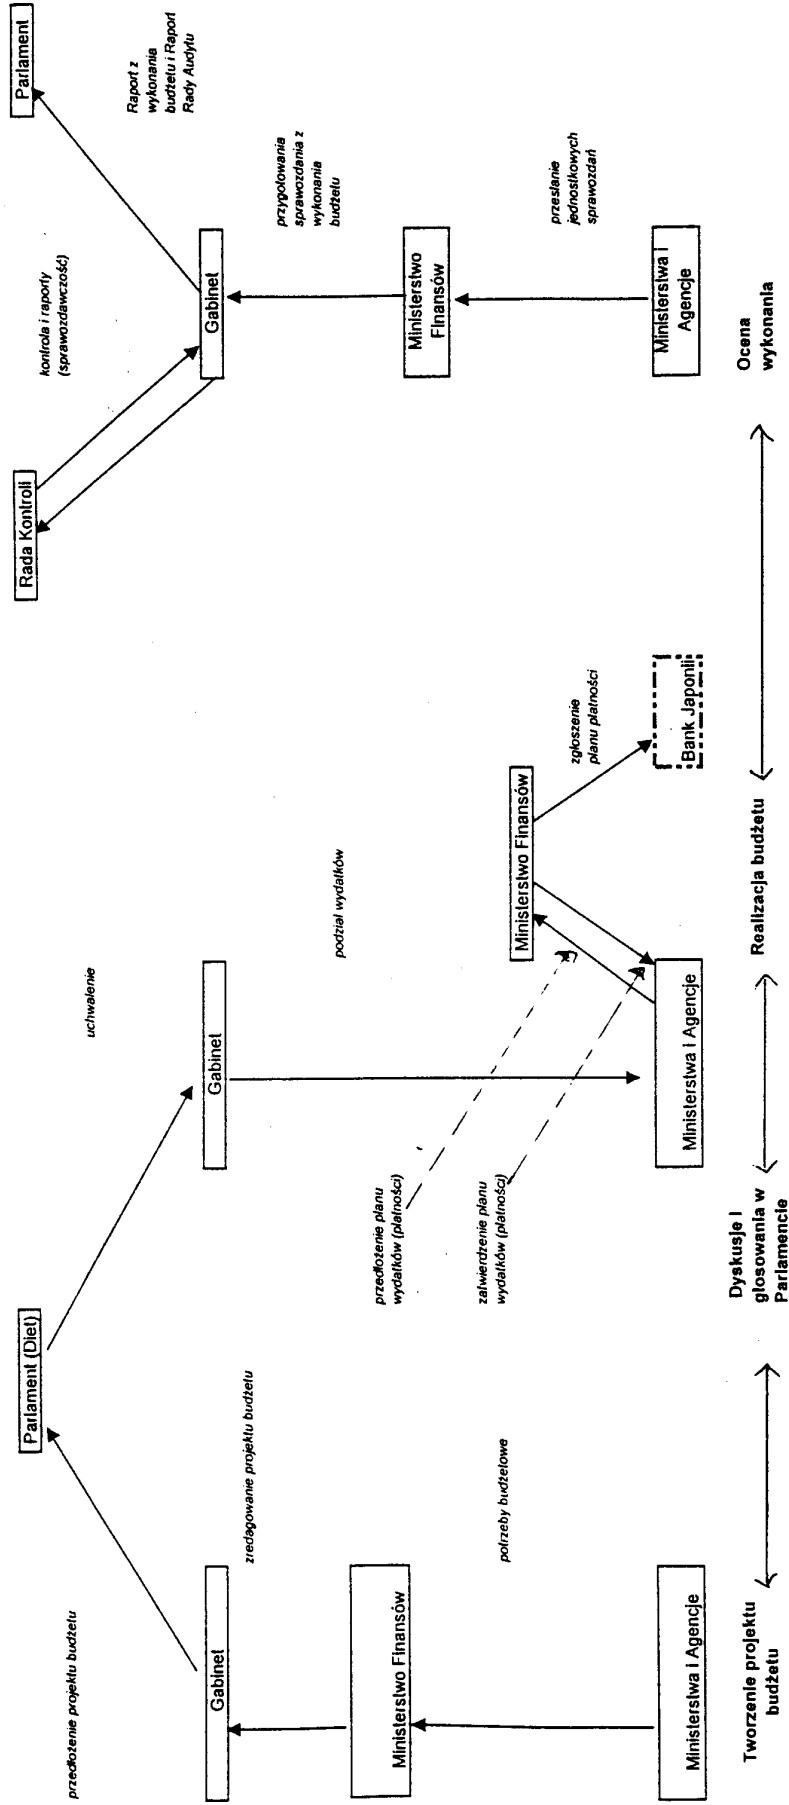 przedłożenie projektu budżetu
Parlament (Diet)
uchwalenie
Rada Kontroli
kontrola i raporty
(sprawozdawczość)
Parlament
Raport z
wykonania
budżetu i Raport
Rady Audytu
Gabinet
zredagowanie projektu budżetu
Gabinet
podział wydatków
Gabinet
przygotowania
sprawozdania z
wykonania
budżetu
Ministerstwo Finansów
potrzeby budżetowe
przedłożenie planu
wydatków (płatności)
zatwierdzenie planu
wydatków (płatności)
Ministerstwo Finansów
zgłoszenie
planu płatności
Ministerstwo
Finansów
przesłanie
jednostkowych
sprawozdań
Ministerstwa i Agencje
Ministerstwa i Agencje
Bank Japonii
Ministerstwa i
Agencje
Tworzenie projektu
budżetu
Dyskusje i
głosowania w
Parlamencie
Realizacja budżetu
Ocena
wykonania